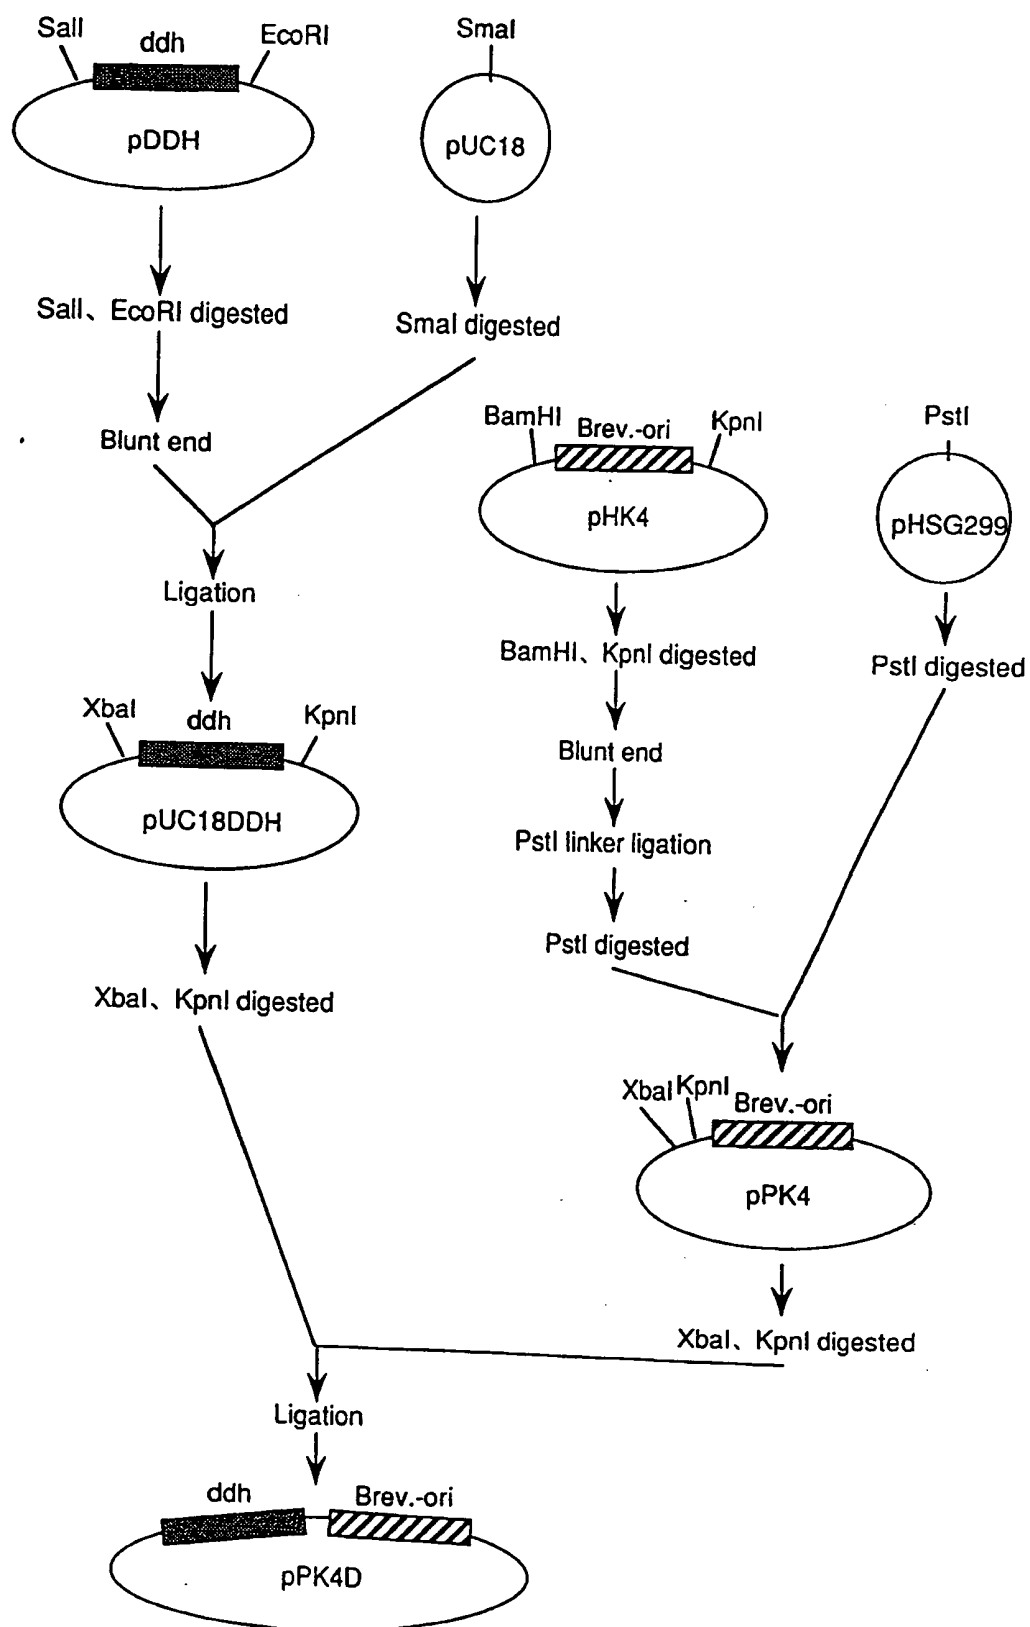 SalI
ddh
EcoRI
pDDH
SmaI
pUC18
SalI、EcoRI digested
SmaI digested
Blunt end
Ligation
BamHI
Brev.-ori
KpnI
pHK4
PstI
pHSG299
BamHI、KpnI digested
PstI digested
Blunt end
PstI linker ligation
PstI digested
XbaI
ddh
KpnI
pUC18DDH
XbaI、KpnI digested
XbaI
KpnI
Brev.-ori
pPK4
XbaI、KpnI digested
Ligation
ddh
Brev.-ori
pPK4D